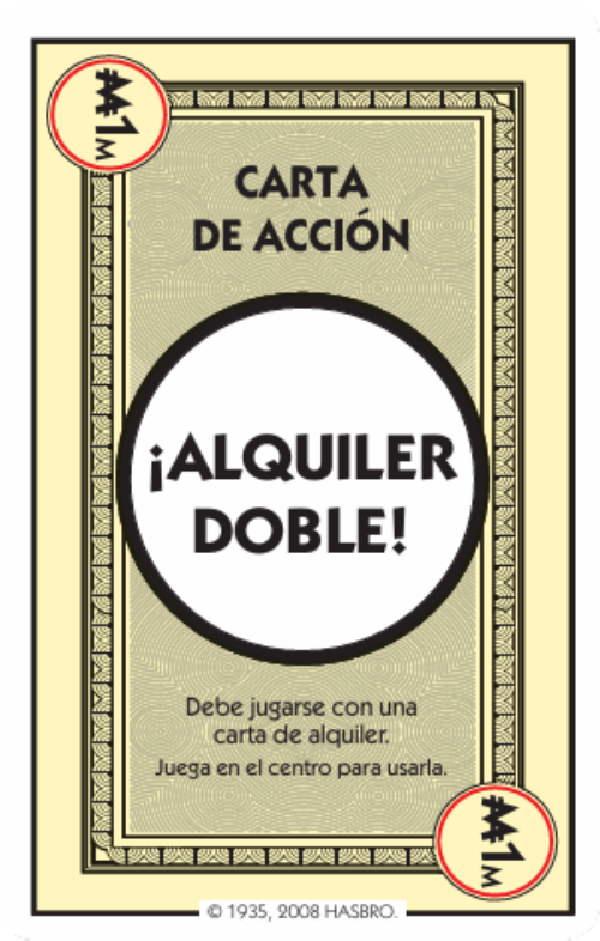 ₩1M
CARTA
DE ACCIÓN
¡ALQUILER
DOBLE!
Debe jugarse con una
carta de alquiler.
Juega en el centro para usarla.
₩1M
© 1935, 2008 HASBRO.